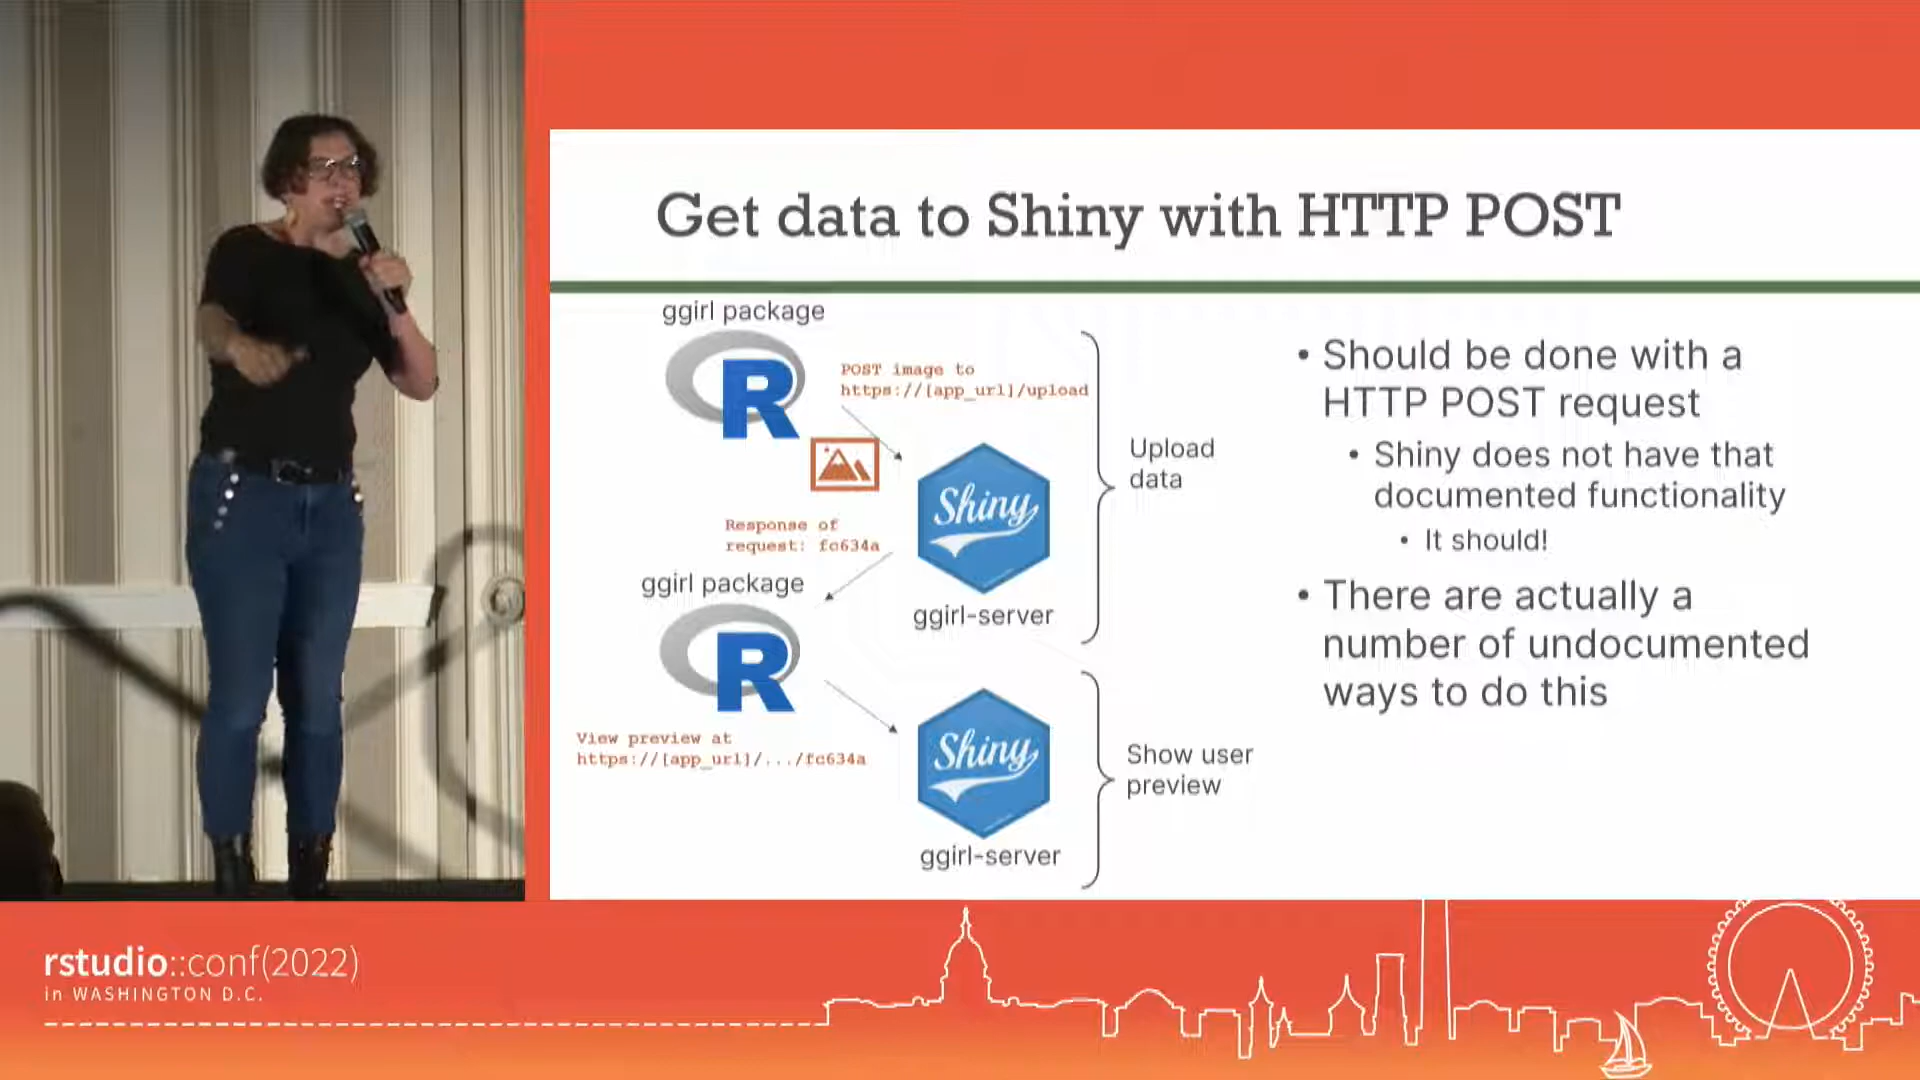 Get data to Shiny with HTTP POST
ggirl package
R
POST image to
https://[app_url]/upload
Shiny
Response of
request: fc634a
ggirl-server
Upload
data
ggirl package
R
View preview at
https://[app_url]/.../fc634a
Shiny
ggirl-server
Show user
preview
• Should be done with a
HTTP POST request
• Shiny does not have that
documented functionality
• It should!
• There are actually a
number of undocumented
ways to do this
rstudio::conf(2022)
in WASHINGTON D.C.